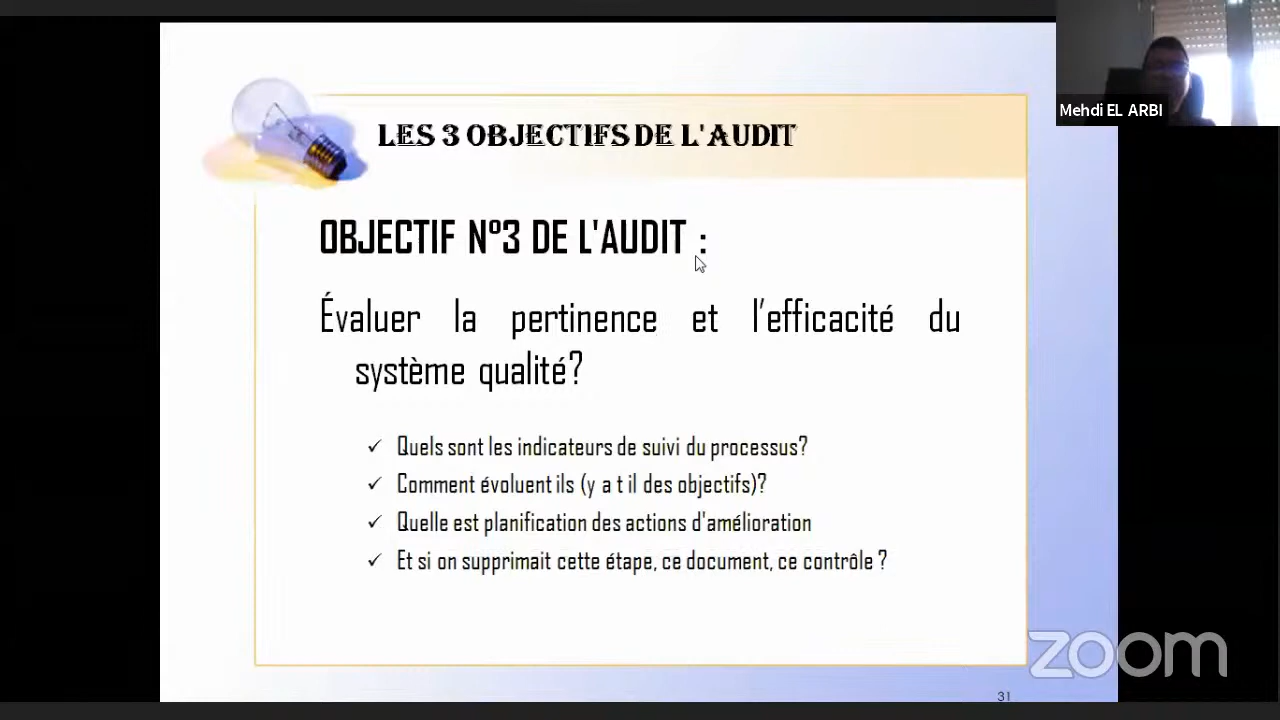 Mehdi EL ARBI
LES 3 OBJECTIFS DE L'AUDIT
OBJECTIF N°3 DE L'AUDIT :
Évaluer la pertinence et l’efficacité du
système qualité?
✓ Quels sont les indicateurs de suivi du processus?
✓ Comment évoluent ils (y a t il des objectifs)?
✓ Quelle est planification des actions d'amélioration
✓ Et si on supprimait cette étape, ce document, ce contrôle ?
zoom
31